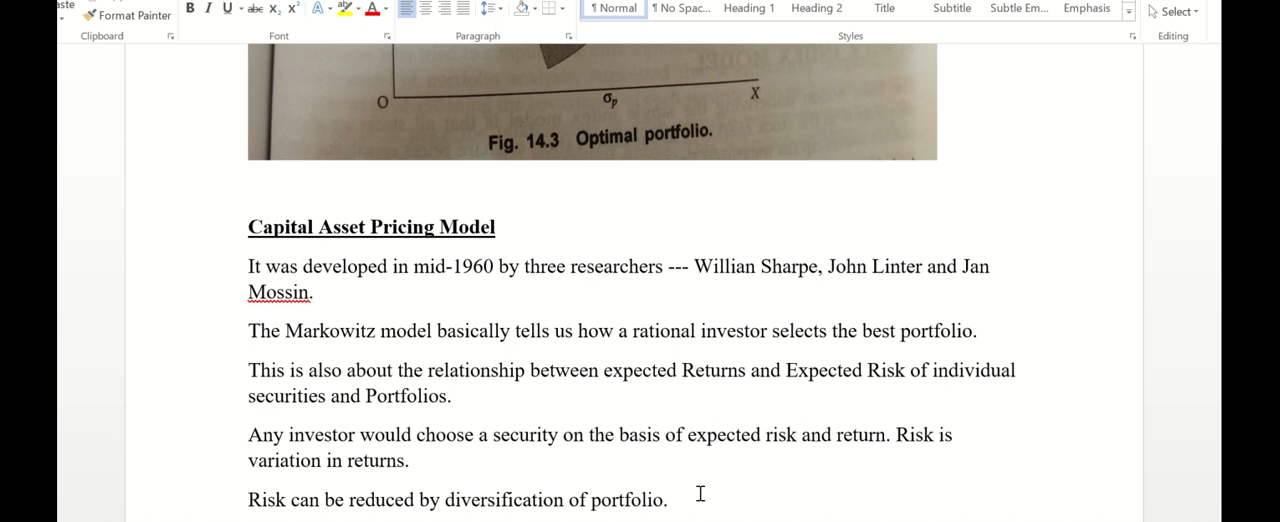 aste
Format Painter
B I U abc X₂ X² A ab A
¶ Normal ¶ No Spac... Heading 1 Heading 2 Title Subtitle Subtle Em... Emphasis
Select
Clipboard Font Paragraph Styles Editing
O σp X
Fig. 14.3 Optimal portfolio.
Capital Asset Pricing Model
It was developed in mid-1960 by three researchers --- Willian Sharpe, John Linter and Jan
Mossin.
The Markowitz model basically tells us how a rational investor selects the best portfolio.
This is also about the relationship between expected Returns and Expected Risk of individual
securities and Portfolios.
Any investor would choose a security on the basis of expected risk and return. Risk is
variation in returns.
Risk can be reduced by diversification of portfolio.